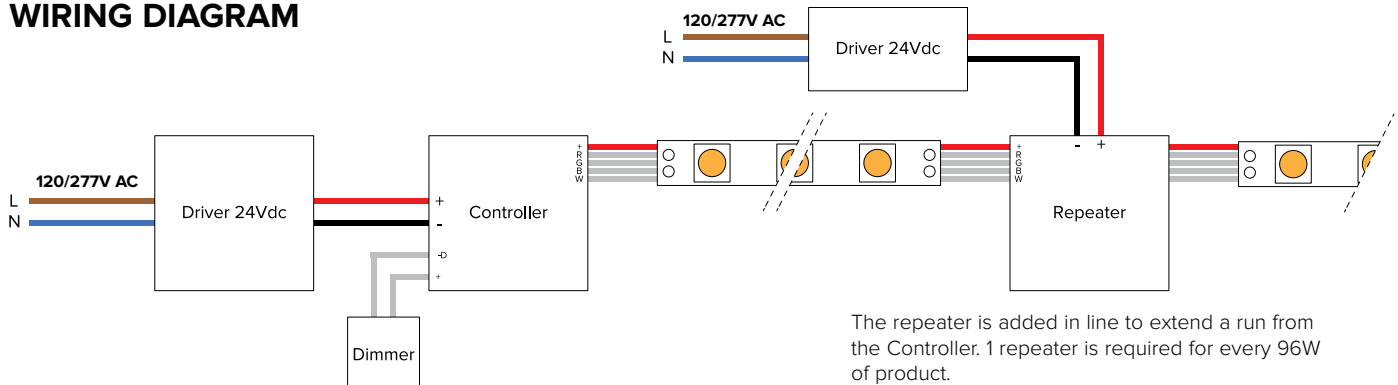 WIRING DIAGRAM
120/277V AC
L
N
Driver 24Vdc
- +
120/277V AC
L
N
Driver 24Vdc
+
-
-D
+
Controller
+
R
G
B
W
+
R
G
B
W
Repeater
+
R
G
B
W
Dimmer
The repeater is added in line to extend a run from
the Controller. 1 repeater is required for every 96W
of product.